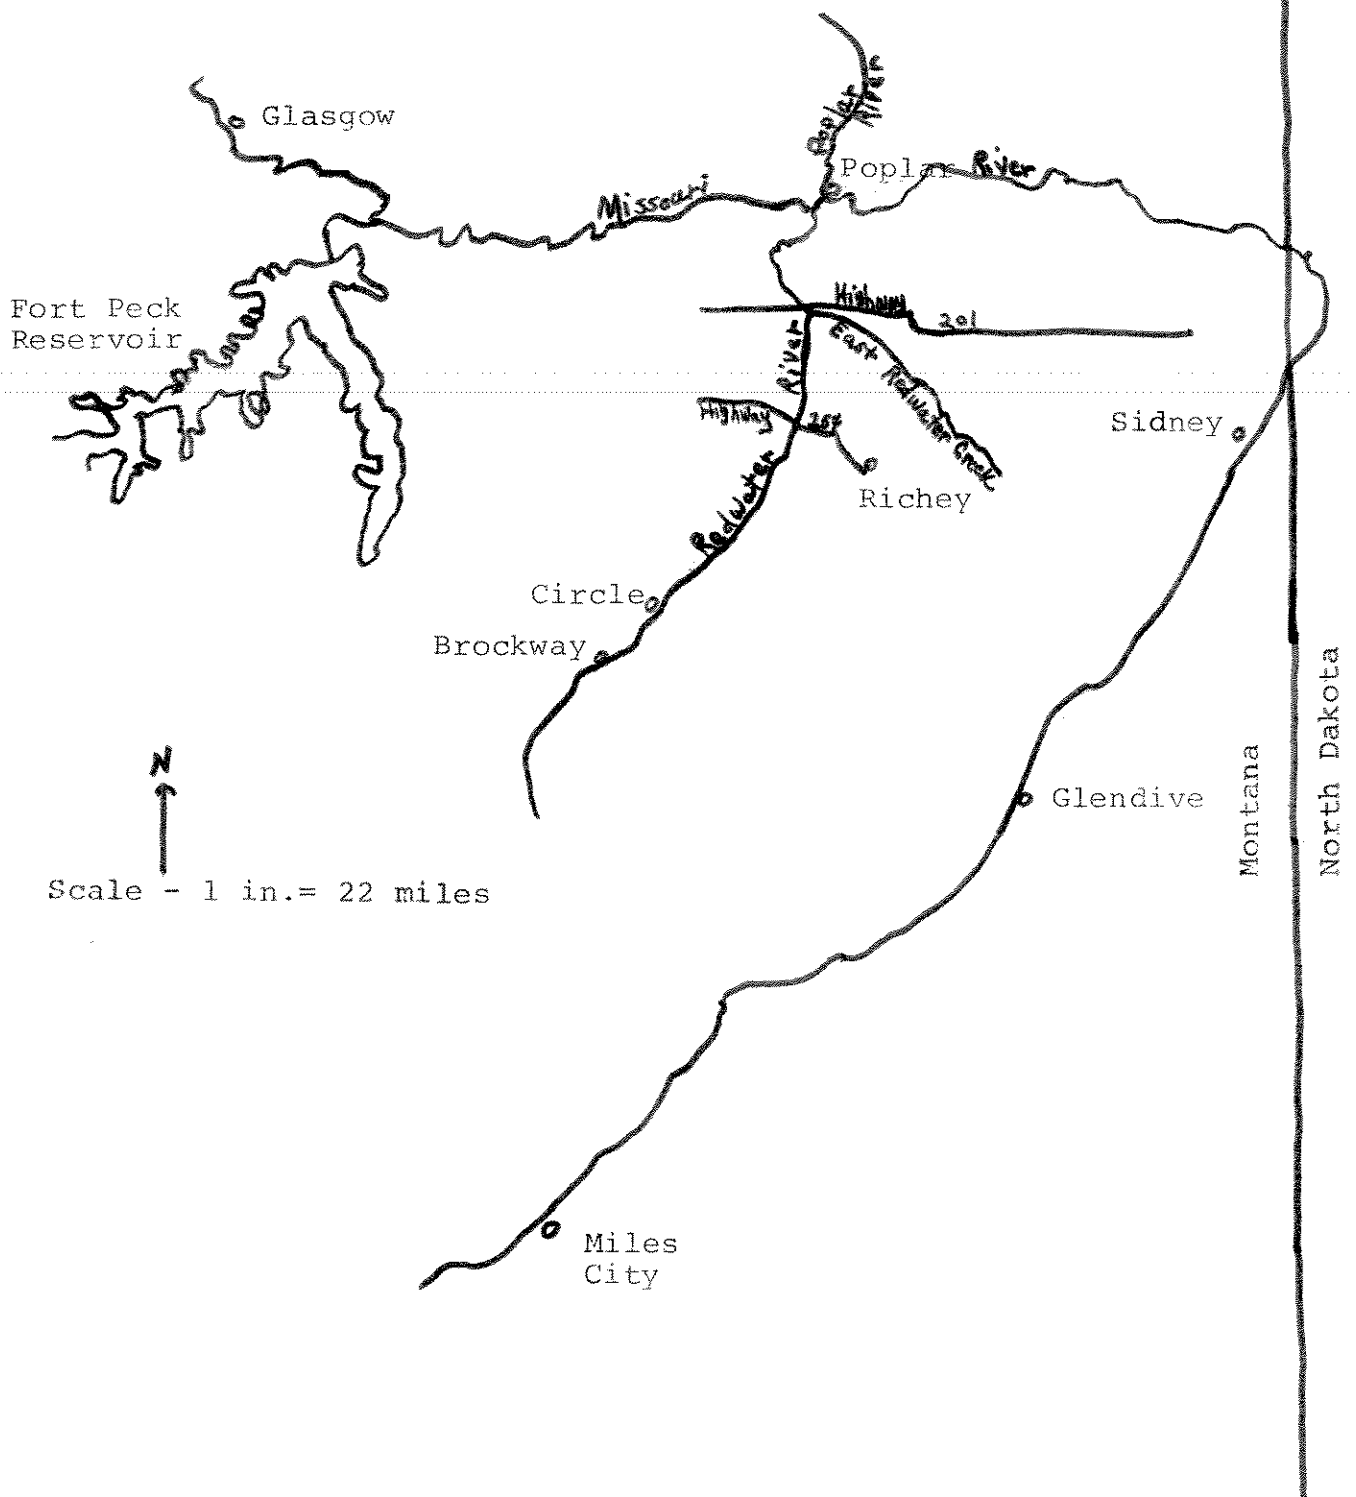 Glasgow
Poplar
River
Poplar
River
Missouri
Fort Peck
Reservoir
Highway
201
East
Redwater
Creek
River
Highway
254
Sidney
Richey
Redwater
Circle
Brockway
North Dakota
Montana
N
Glendive
Scale - 1 in.= 22 miles
Miles
City